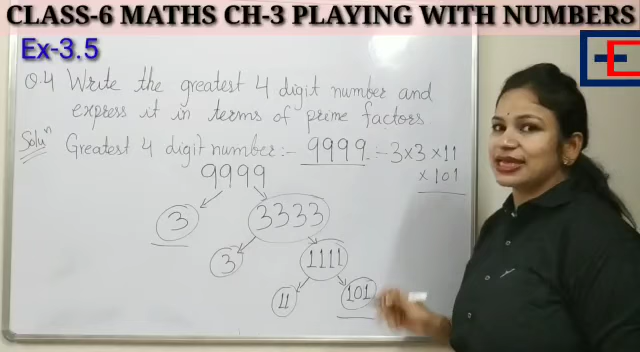 CLASS-6 MATHS CH-3 PLAYING WITH NUMBERS
Ex-3.5
Q.4 Write the greatest 4 digit number and
express it in terms of prime factors
Soluⁿ Greatest 4 digit number:- 9999 :- 3×3×11
×101
9999
3 3333
3 1111
11 101
E